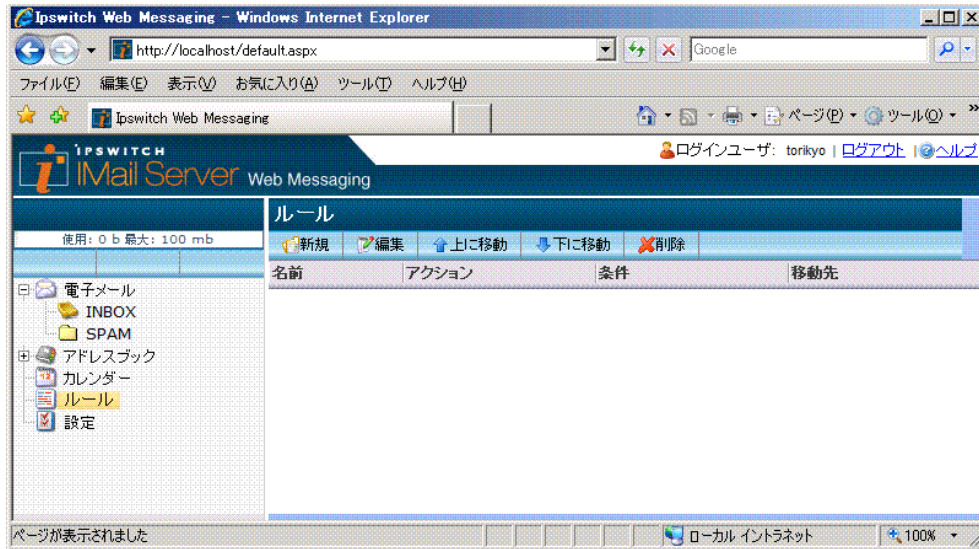 Ipswitch Web Messaging - Windows Internet Explorer
http://localhost/default.aspx
Google
ファイル(F) 編集(E) 表示(V) お気に入り(A) ツール(T) ヘルプ(H)
Ipswitch Web Messaging
ページ(P) ツール(O) »
IPSWITCH
IMail Server Web Messaging
ログインユーザ: torikyo | ログアウト | ヘルプ
ルール
使用: 0 b 最大: 100 mb
新規 編集 上に移動 下に移動 削除
名前 アクション 条件 移動先
電子メール
INBOX
SPAM
アドレスブック
カレンダー
ルール
設定
ページが表示されました
ローカル イントラネット
100%